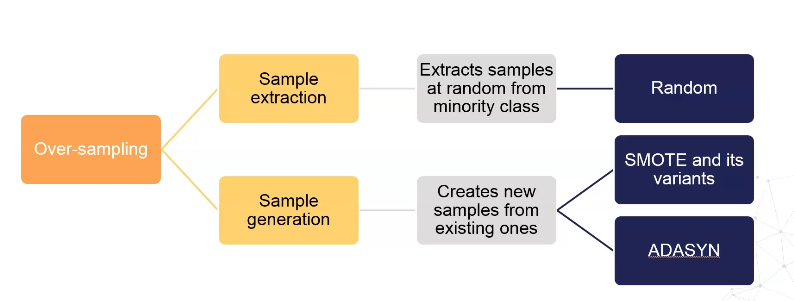 Over-sampling
Sample
extraction
Extracts samples
at random from
minority class
Random
Sample
generation
Creates new
samples from
existing ones
SMOTE and its
variants
ADASYN